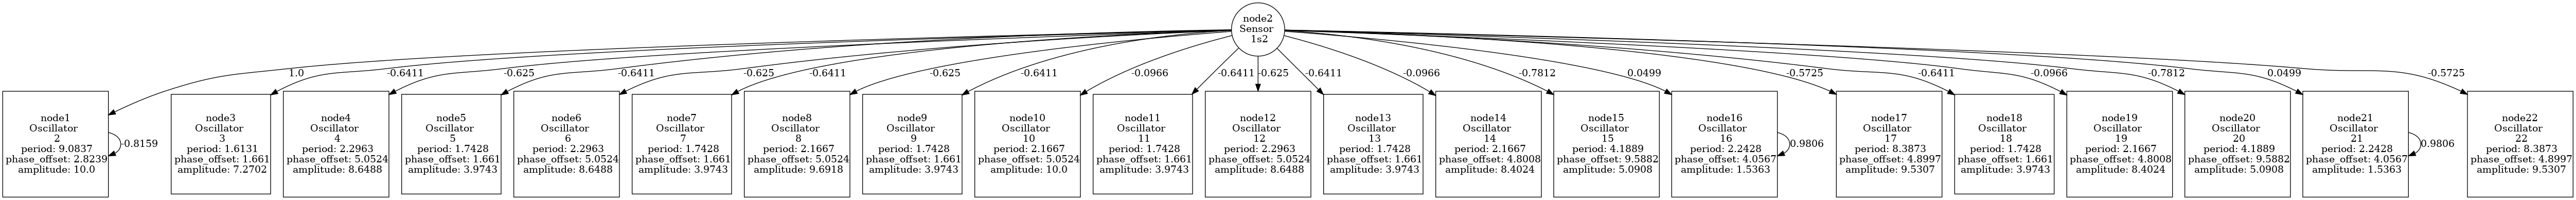 node2
Sensor
1s2
1.0
-0.6411
-0.625
-0.6411
-0.625
-0.6411
-0.625
-0.6411
-0.0966
-0.6411
-0.625
-0.6411
-0.0966
-0.7812
0.0499
-0.5725
-0.6411
-0.0966
-0.7812
0.0499
-0.5725
node1
Oscillator
2
period: 9.0837
phase_offset: 2.8239
amplitude: 10.0
-0.8159
node3
Oscillator
3
period: 1.6131
phase_offset: 1.661
amplitude: 7.2702
node4
Oscillator
4
period: 2.2963
phase_offset: 5.0524
amplitude: 8.6488
node5
Oscillator
5
period: 1.7428
phase_offset: 1.661
amplitude: 3.9743
node6
Oscillator
6
period: 2.2963
phase_offset: 5.0524
amplitude: 8.6488
node7
Oscillator
7
period: 1.7428
phase_offset: 1.661
amplitude: 3.9743
node8
Oscillator
8
period: 2.1667
phase_offset: 5.0524
amplitude: 9.6918
node9
Oscillator
9
period: 1.7428
phase_offset: 1.661
amplitude: 3.9743
node10
Oscillator
10
period: 2.1667
phase_offset: 5.0524
amplitude: 10.0
node11
Oscillator
11
period: 1.7428
phase_offset: 1.661
amplitude: 3.9743
node12
Oscillator
12
period: 2.2963
phase_offset: 5.0524
amplitude: 8.6488
node13
Oscillator
13
period: 1.7428
phase_offset: 1.661
amplitude: 3.9743
node14
Oscillator
14
period: 2.1667
phase_offset: 4.8008
amplitude: 8.4024
node15
Oscillator
15
period: 4.1889
phase_offset: 9.5882
amplitude: 5.0908
node16
Oscillator
16
period: 2.2428
phase_offset: 4.0567
amplitude: 1.5363
0.9806
node17
Oscillator
17
period: 8.3873
phase_offset: 4.8997
amplitude: 9.5307
node18
Oscillator
18
period: 1.7428
phase_offset: 1.661
amplitude: 3.9743
node19
Oscillator
19
period: 2.1667
phase_offset: 4.8008
amplitude: 8.4024
node20
Oscillator
20
period: 4.1889
phase_offset: 9.5882
amplitude: 5.0908
node21
Oscillator
21
period: 2.2428
phase_offset: 4.0567
amplitude: 1.5363
0.9806
node22
Oscillator
22
period: 8.3873
phase_offset: 4.8997
amplitude: 9.5307